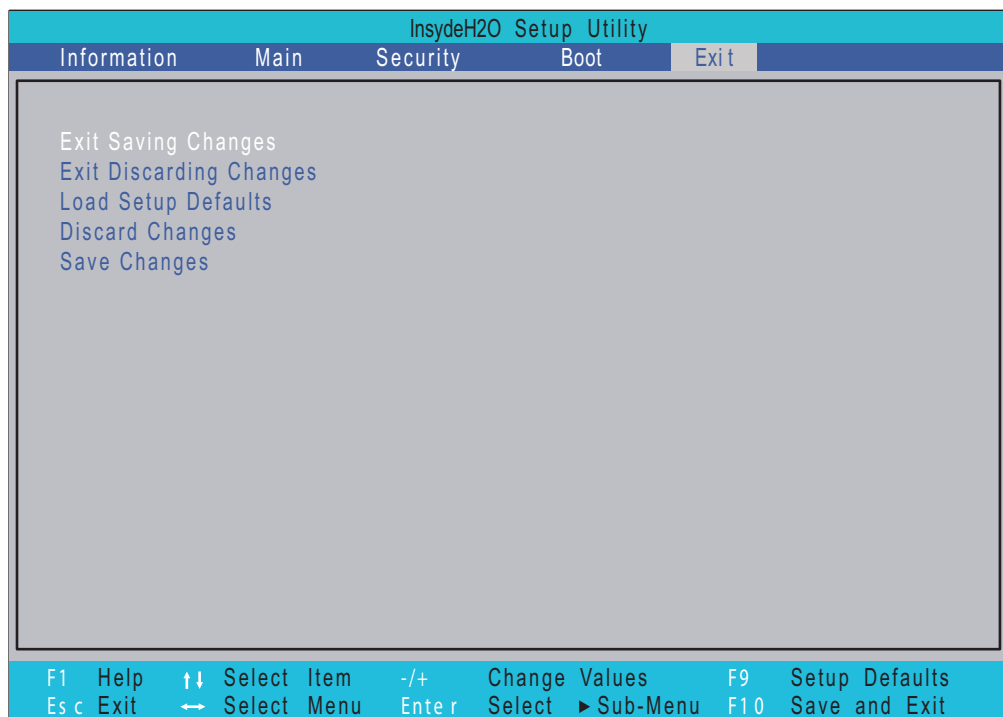 InsydeH2O Setup Utility
Information Main Security Boot Exit
Exit Saving Changes
Exit Discarding Changes
Load Setup Defaults
Discard Changes
Save Changes
F1 Help ↑↓ Select Item -/+ Change Values F9 Setup Defaults
Esc Exit ↔ Select Menu Enter Select ▶ Sub-Menu F10 Save and Exit